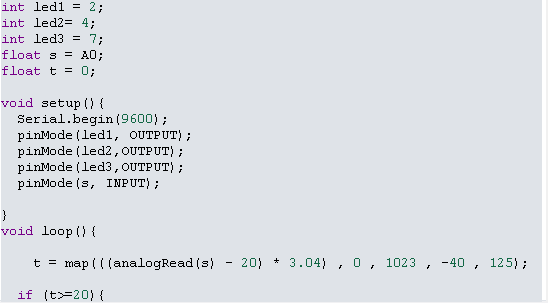 int led1 = 2;
int led2= 4;
int led3 = 7;
float s = A0;
float t = 0;
void setup(){
Serial.begin(9600);
pinMode(led1, OUTPUT);
pinMode(led2,OUTPUT);
pinMode(led3,OUTPUT);
pinMode(s, INPUT);
}
void loop(){
t = map(((analogRead(s) - 20) * 3.04) , 0 , 1023 , -40 , 125);
if (t>=20){